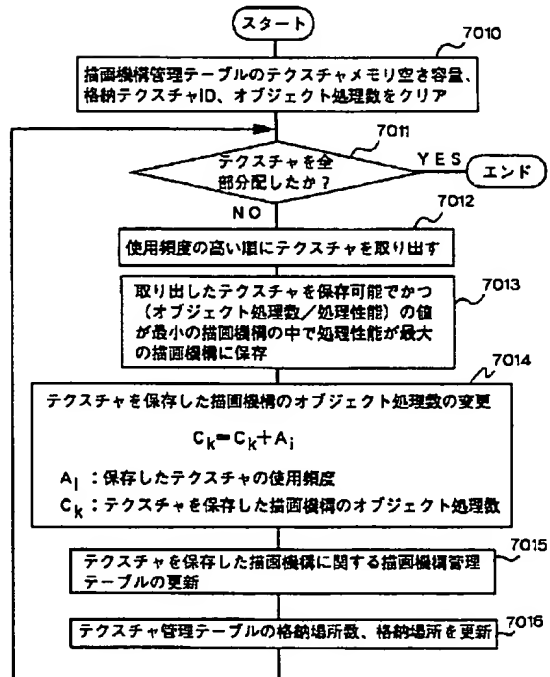 スタート
7010
描画機構管理テーブルのテクスチャメモリ空き容量、
格納テクスチャID、オブジェクト処理数をクリア
7011
テクスチャを全
部分配したか？
YES
エンド
NO
7012
使用頻度の高い順にテクスチャを取り出す
7013
取り出したテクスチャを保存可能でかつ
（オブジェクト処理数／処理性能）の値
が最小の描画機構の中で処理性能が最大
の描画機構に保存
7014
テクスチャを保存した描画機構のオブジェクト処理数の変更
Ck=Ck+Ai
Ai：保存したテクスチャの使用頻度
Ck：テクスチャを保存した描画機構のオブジェクト処理数
7015
テクスチャを保存した描画機構に関する描画機構管理
テーブルの更新
7016
テクスチャ管理テーブルの格納場所数、格納場所を更新